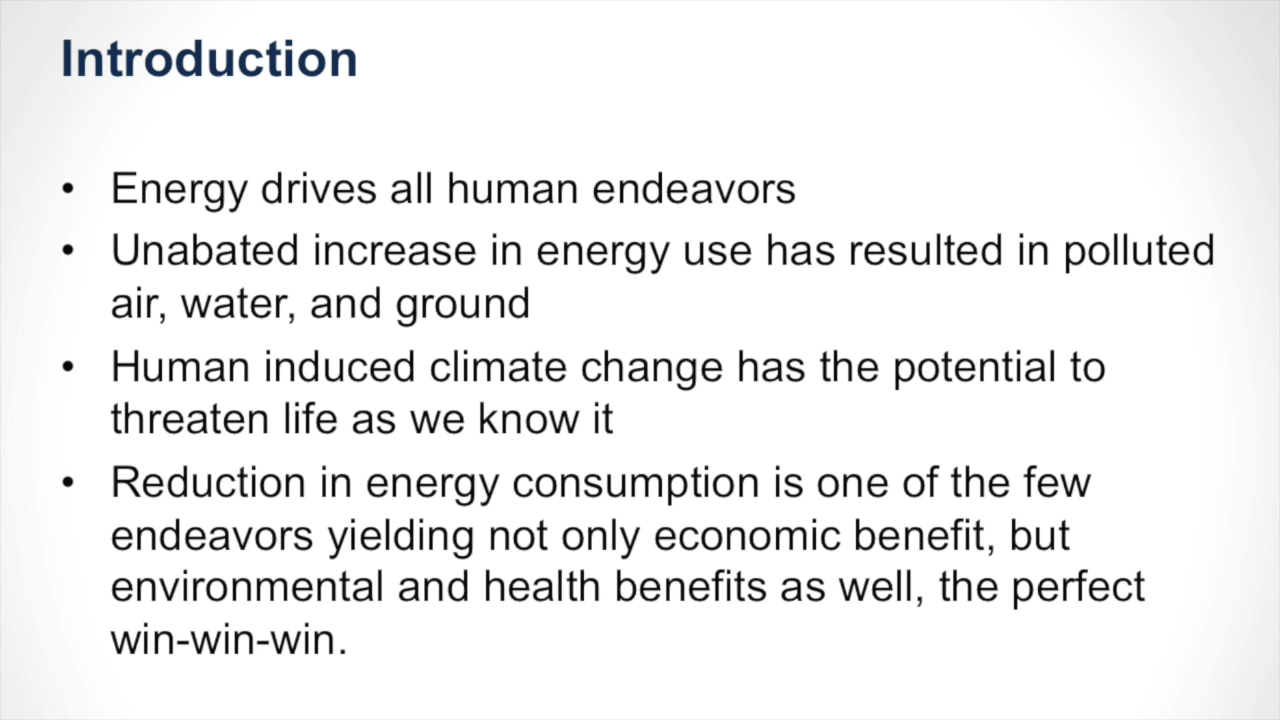 Introduction
• Energy drives all human endeavors
• Unabated increase in energy use has resulted in polluted
air, water, and ground
• Human induced climate change has the potential to
threaten life as we know it
• Reduction in energy consumption is one of the few
endeavors yielding not only economic benefit, but
environmental and health benefits as well, the perfect
win-win-win.